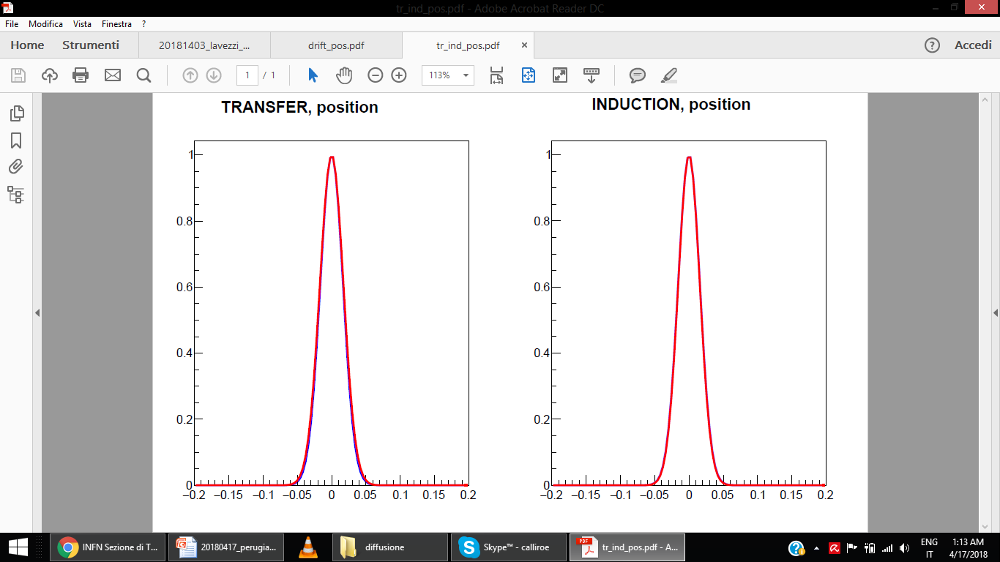 tr_ind_pos.pdf - Adobe Acrobat Reader DC
File Modifica Vista Finestra ?
Home Strumenti 20181403_lavezzi_... drift_pos.pdf tr_ind_pos.pdf × ? Accedi
1 / 1 113%
TRANSFER, position
INDUCTION, position
1
0.8
0.6
0.4
0.2
0
−0.2 −0.15 −0.1 −0.05 0 0.05 0.1 0.15 0.2
1
0.8
0.6
0.4
0.2
0
−0.2 −0.15 −0.1 −0.05 0 0.05 0.1 0.15 0.2
INFN Sezione di T... 20180417_perugia... diffusione Skype™ - calliroe PDF tr_ind_pos.pdf - A...
ENG 1:13 AM
IT 4/17/2018